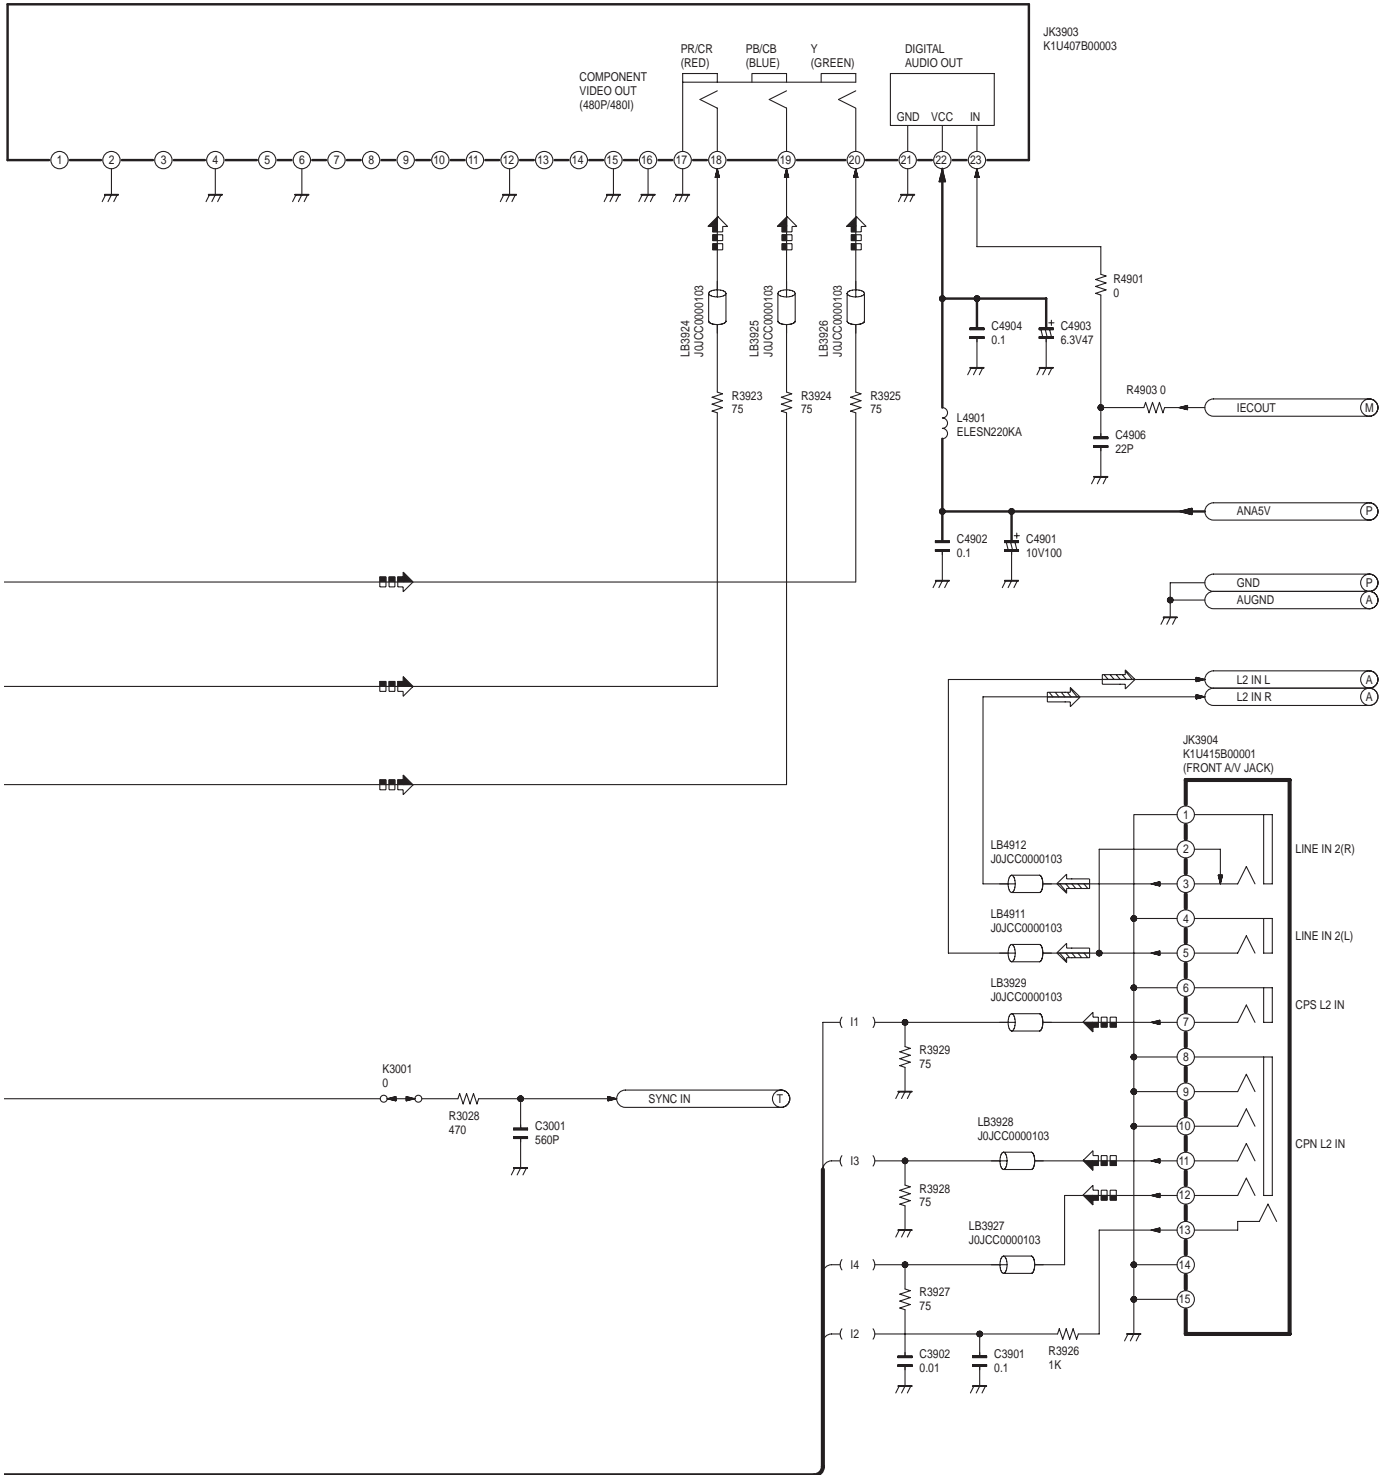 JK3903
K1U407B00003
PR/CR
(RED)
PB/CB
(BLUE)
Y
(GREEN)
DIGITAL
AUDIO OUT
COMPONENT
VIDEO OUT
(480P/480I)
GND VCC IN
1 2 3 4 5 6 7 8 9 10 11 12 13 14 15 16 17 18 19 20 21 22 23
LB3924
J0JCC0000103
LB3925
J0JCC0000103
LB3926
J0JCC0000103
R4901
0
C4904
0.1
C4903
+
6.3V47
R3923
75
R3924
75
R3925
75
R4903 0
IECOUT M
L4901
ELESN220KA
C4906
22P
ANA5V P
C4902
0.1
C4901
+
10V100
GND P
AUGND A
L2 IN L A
L2 IN R A
JK3904
K1U415B00001
(FRONT A/V JACK)
1
LB4912
J0JCC0000103
2
LINE IN 2(R)
3
LB4911
J0JCC0000103
4
LINE IN 2(L)
5
LB3929
J0JCC0000103
6
CPS L2 IN
I1
7
R3929
75
8
K3001
0
9
R3028
470
C3001
560P
SYNC IN T
LB3928
J0JCC0000103
10
CPN L2 IN
I3
11
R3928
75
12
LB3927
J0JCC0000103
13
I4
14
R3927
75
15
I2
R3926
1K
C3902
0.01
C3901
0.1